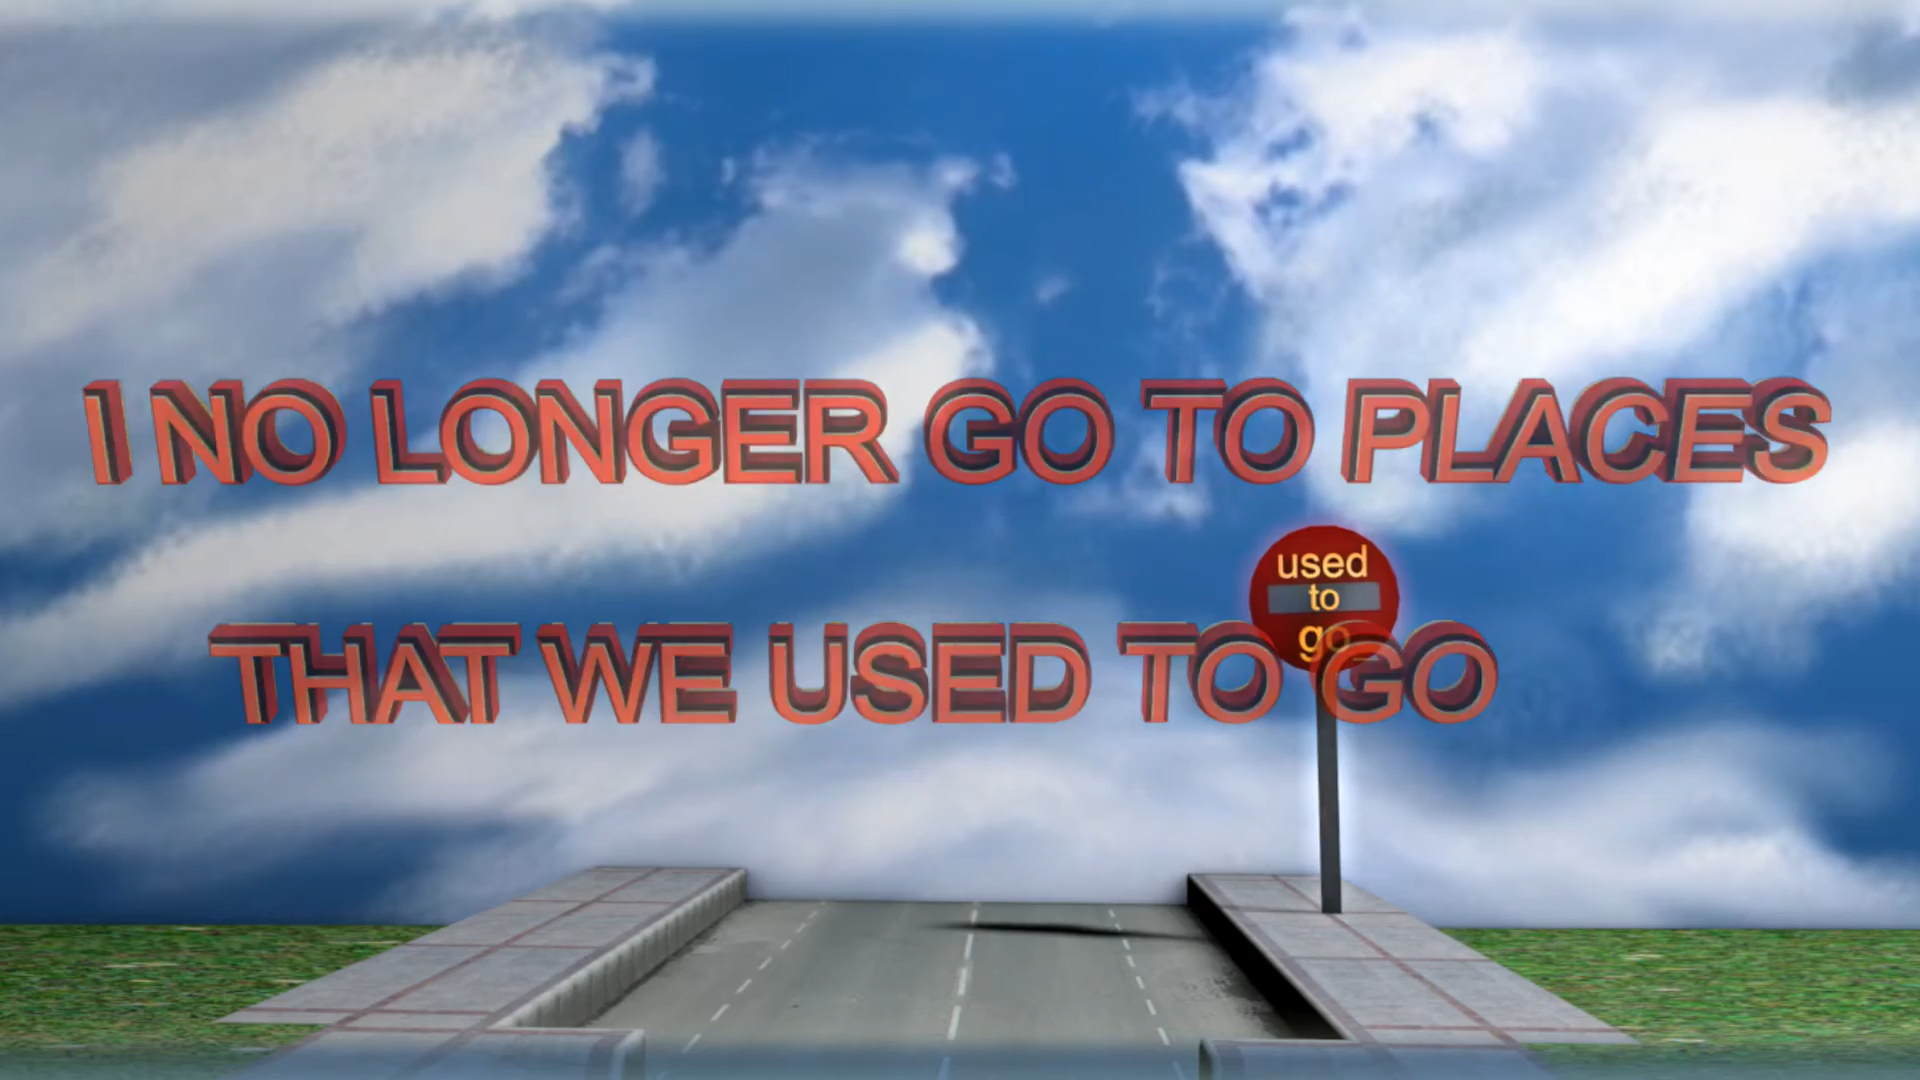 I NO LONGER GO TO PLACES
used
to
go
THAT WE USED TO GO